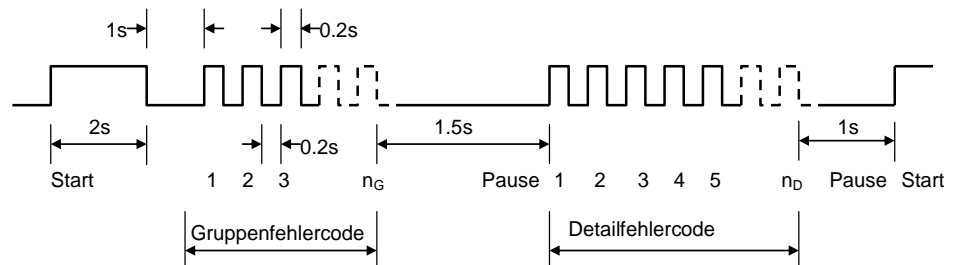 1s 0.2s
2s 0.2s 1.5s 1s
Start 1 2 3 n_G Pause 1 2 3 4 5 n_D Pause Start
Gruppenfehlercode Detailfehlercode